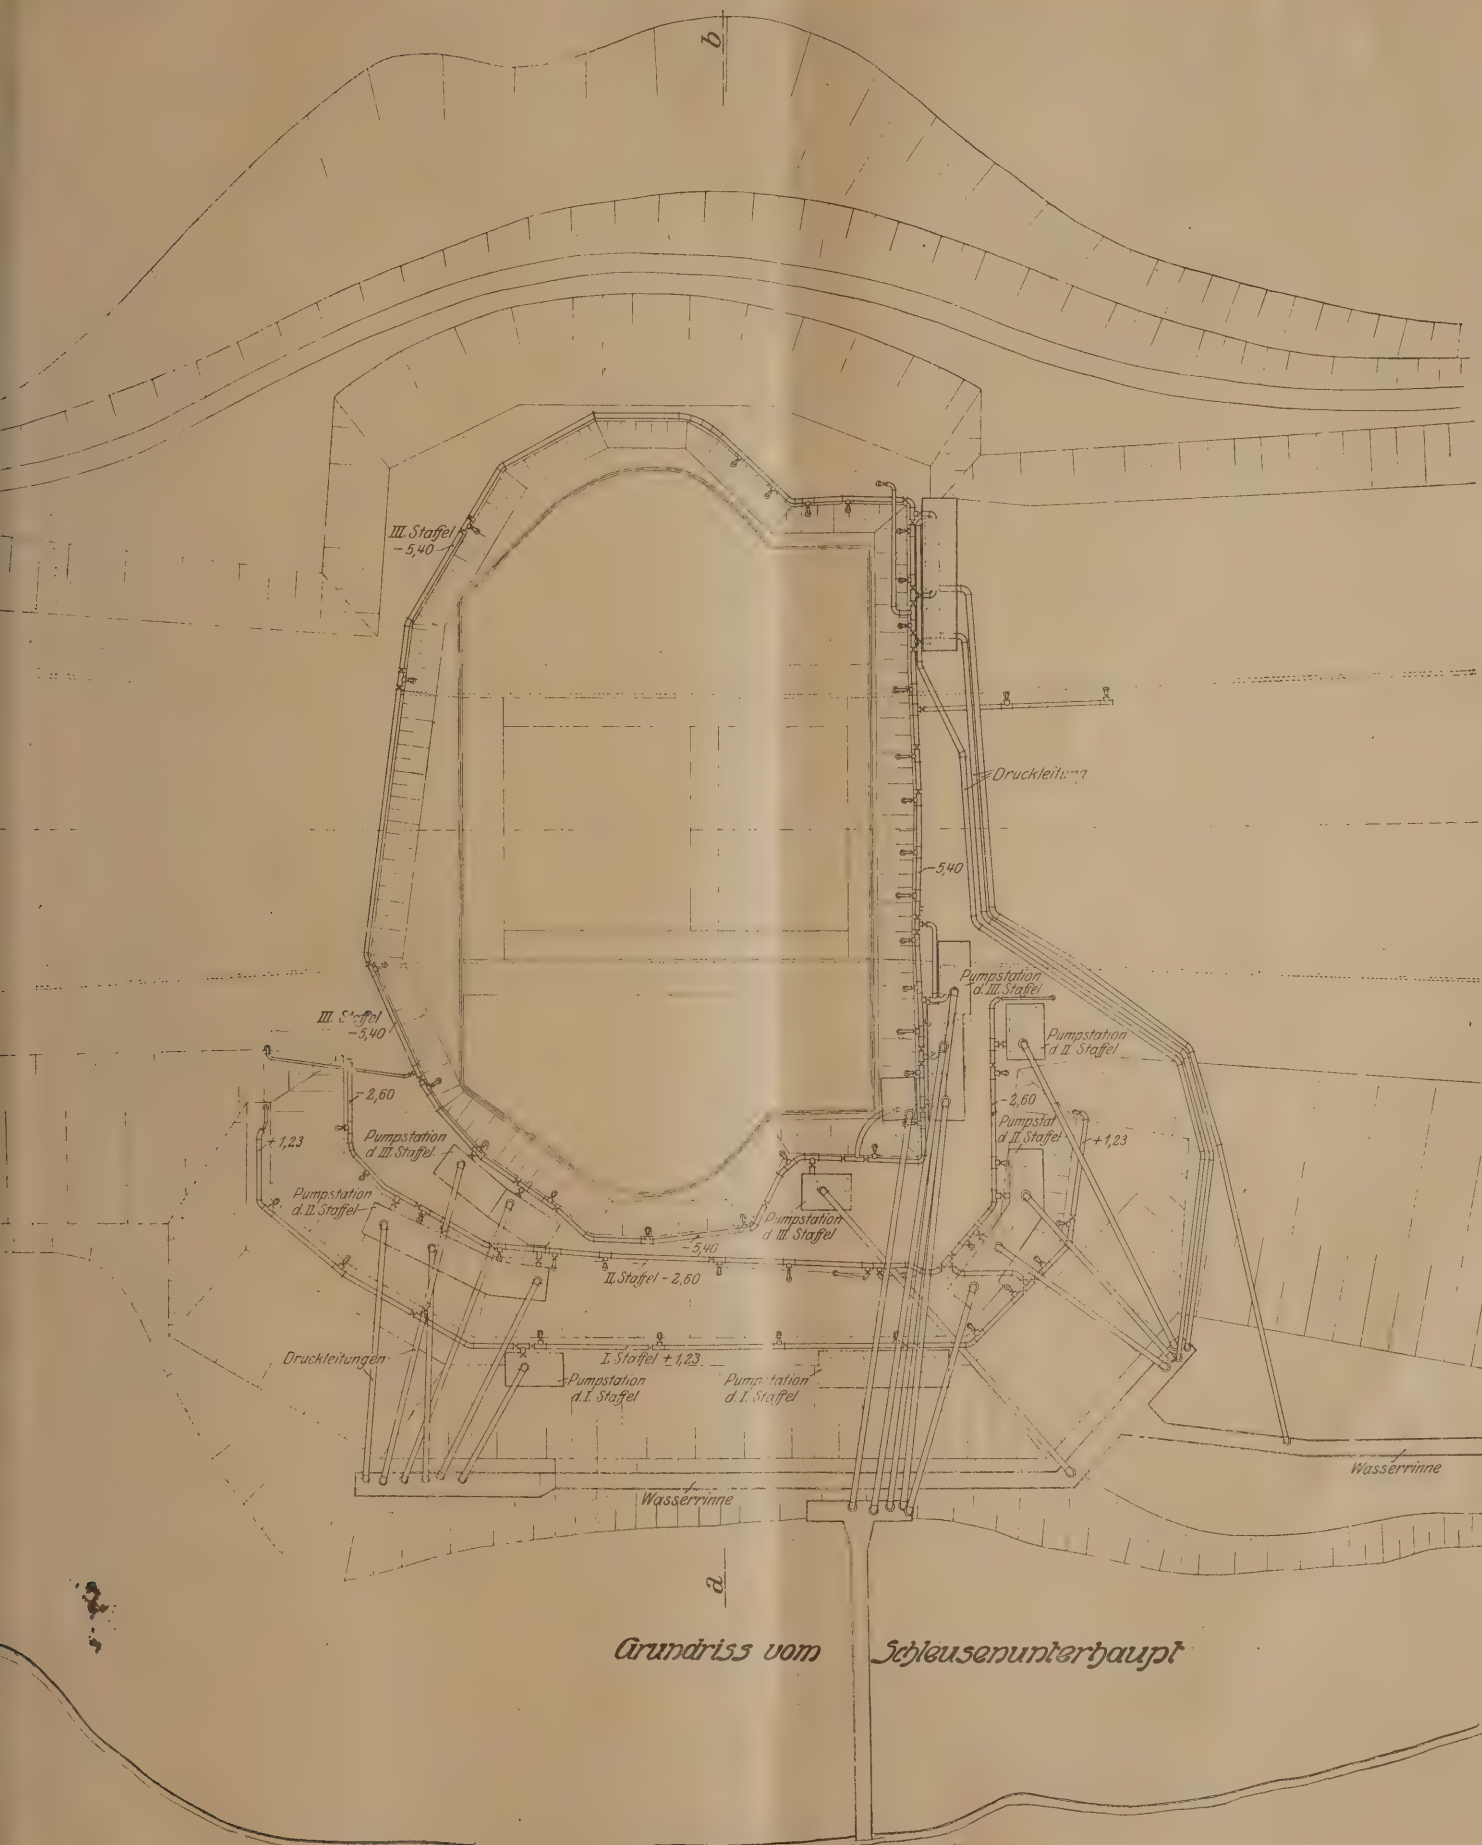 b
III. Staffel
- 5,40
Druckleitung
- 5,40
Pumpstation
d. III. Staffel
III. Staffel
- 5,40
Pumpstation
d. II. Staffel
- 2,60
- 2,60
Pumpstat
d. II. Staffel
+ 1,23
+ 1,23
Pumpstation
d. III. Staffel
Pumpstation
d. II. Staffel
Pumpstation
d. III. Staffel
- 5,40
II. Staffel - 2,60
Druckleitungen
I. Staffel + 1,23
Pumpstation
d. I. Staffel
Pumpstation
d. I. Staffel
Wasserrinne
Wasserrinne
a
Grundriss vom Schleusenunterhaupt